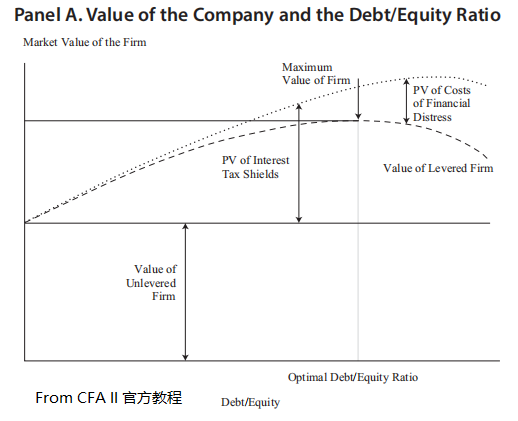 Panel A. Value of the Company and the Debt/Equity Ratio
Market Value of the Firm
Maximum
Value of Firm
PV of Costs
of Financial
Distress
PV of Interest
Tax Shields
Value of Levered Firm
Value of
Unlevered
Firm
Optimal Debt/Equity Ratio
From CFA II 官方教程
Debt/Equity